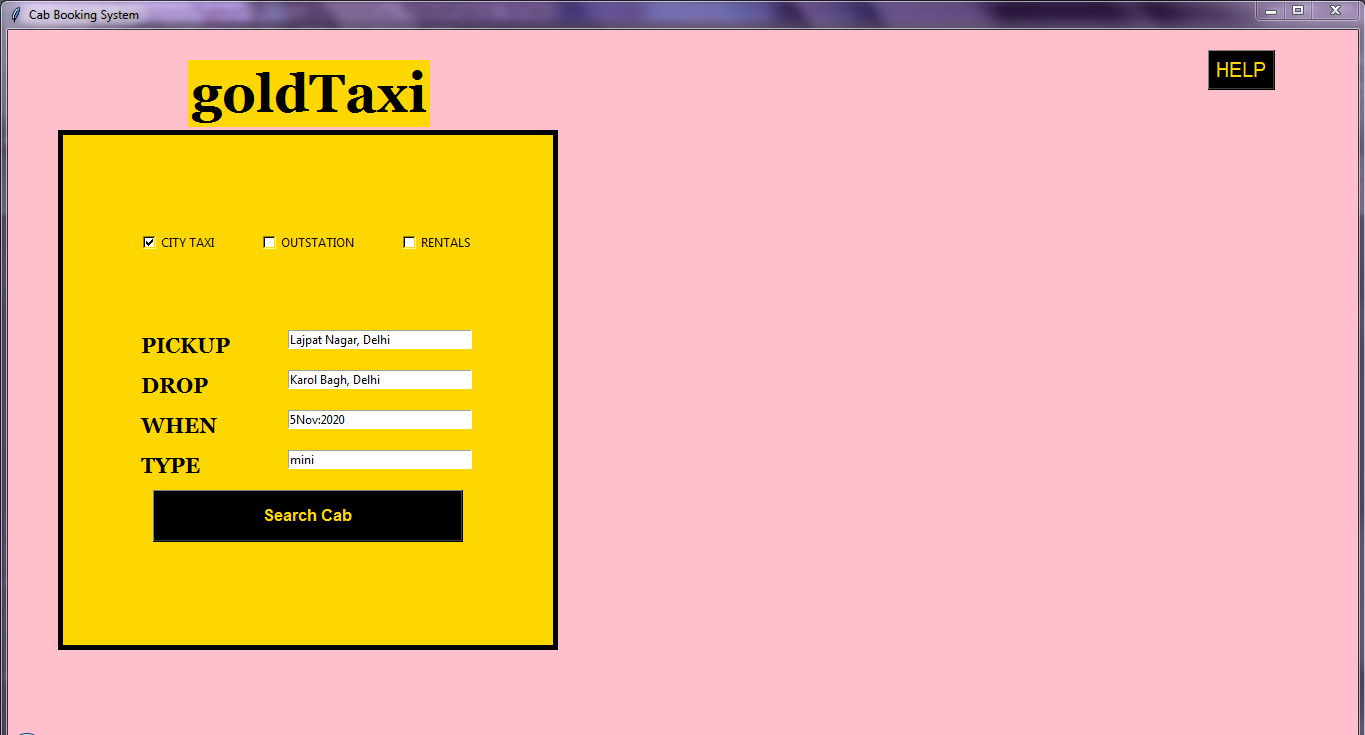 Cab Booking System
HELP
goldTaxi
CITY TAXI OUTSTATION RENTALS
PICKUP Lajpat Nagar, Delhi
DROP Karol Bagh, Delhi
WHEN 5Nov:2020
TYPE mini
Search Cab